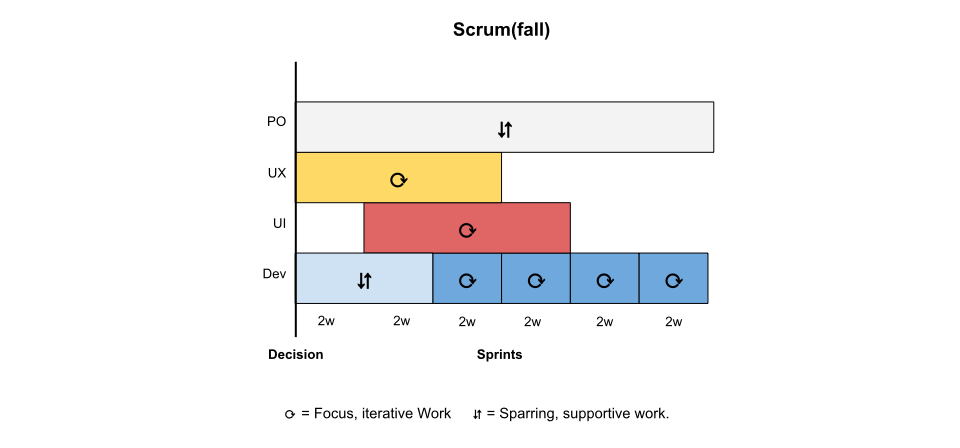 Scrum(fall)
PO
UX
UI
Dev
2w 2w 2w 2w 2w 2w
Decision Sprints
⟳ = Focus, iterative Work ⇵ = Sparring, supportive work.